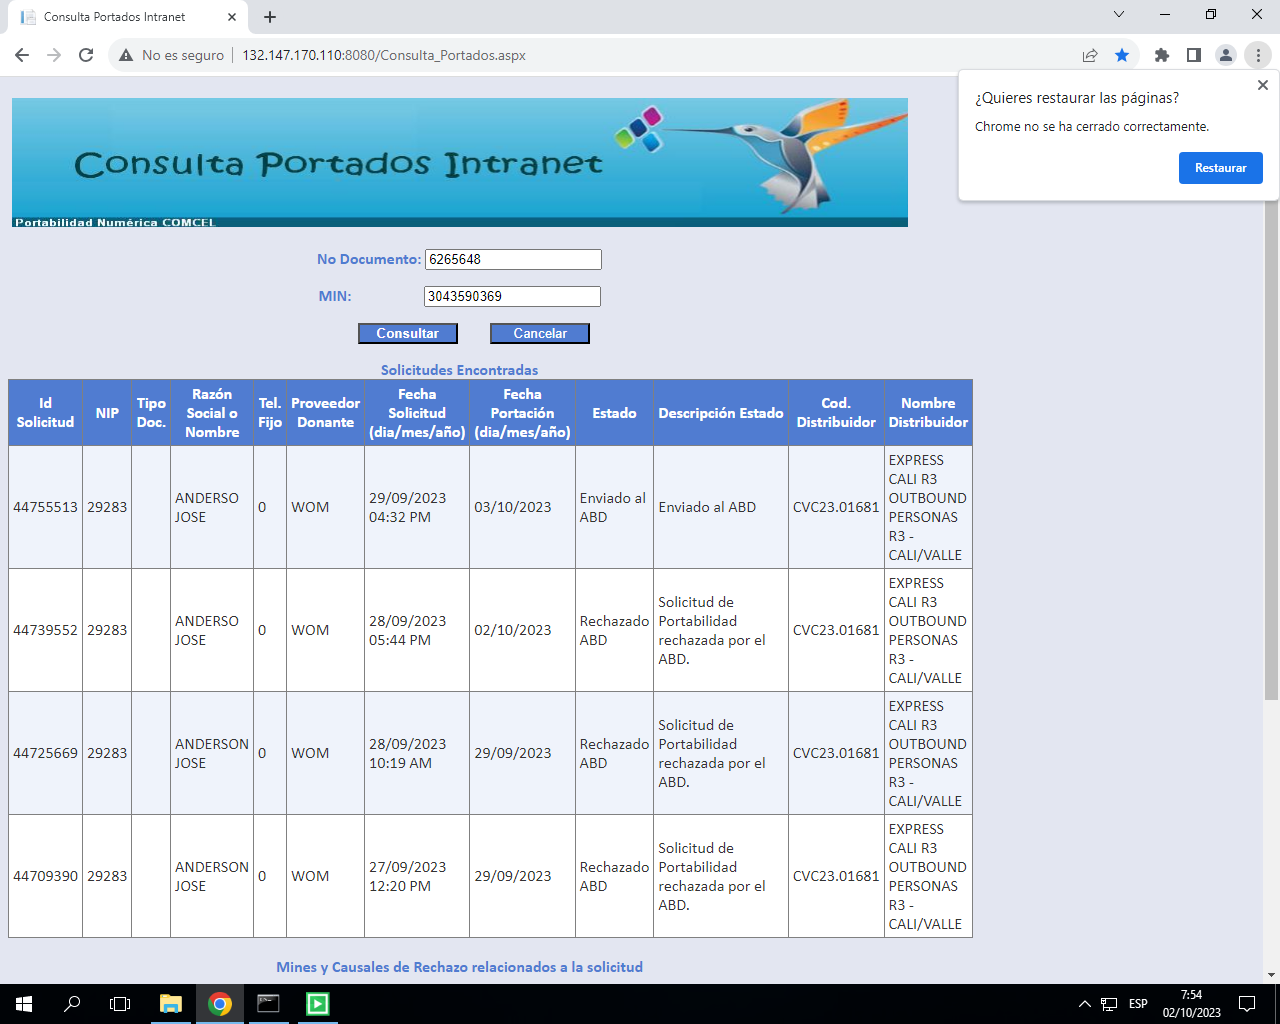 Consulta Portados Intranet
No es seguro
132.147.170.110:8080/Consulta_Portados.aspx
¿Quieres restaurar las páginas?
Chrome no se ha cerrado correctamente.
Restaurar
Consulta Portados Intranet
Portabilidad Numérica COMCEL
No Documento: 6265648
MIN: 3043590369
Consultar Cancelar
Solicitudes Encontradas
Id Solicitud NIP Tipo Doc. Razón Social o Nombre Tel. Fijo Proveedor Donante Fecha Solicitud (dia/mes/año) Fecha Portación (dia/mes/año) Estado Descripción Estado Cod. Distribuidor Nombre Distribuidor
44755513 29283 ANDERSO JOSE 0 WOM 29/09/2023 04:32 PM 03/10/2023 Enviado al ABD Enviado al ABD CVC23.01681 EXPRESS CALI R3 OUTBOUND PERSONAS R3 - CALI/VALLE
44739552 29283 ANDERSO JOSE 0 WOM 28/09/2023 05:44 PM 02/10/2023 Rechazado ABD Solicitud de Portabilidad rechazada por el ABD. CVC23.01681 EXPRESS CALI R3 OUTBOUND PERSONAS R3 - CALI/VALLE
44725669 29283 ANDERSON JOSE 0 WOM 28/09/2023 10:19 AM 29/09/2023 Rechazado ABD Solicitud de Portabilidad rechazada por el ABD. CVC23.01681 EXPRESS CALI R3 OUTBOUND PERSONAS R3 - CALI/VALLE
44709390 29283 ANDERSON JOSE 0 WOM 27/09/2023 12:20 PM 29/09/2023 Rechazado ABD Solicitud de Portabilidad rechazada por el ABD. CVC23.01681 EXPRESS CALI R3 OUTBOUND PERSONAS R3 - CALI/VALLE
Mines y Causales de Rechazo relacionados a la solicitud
ESP
7:54
02/10/2023